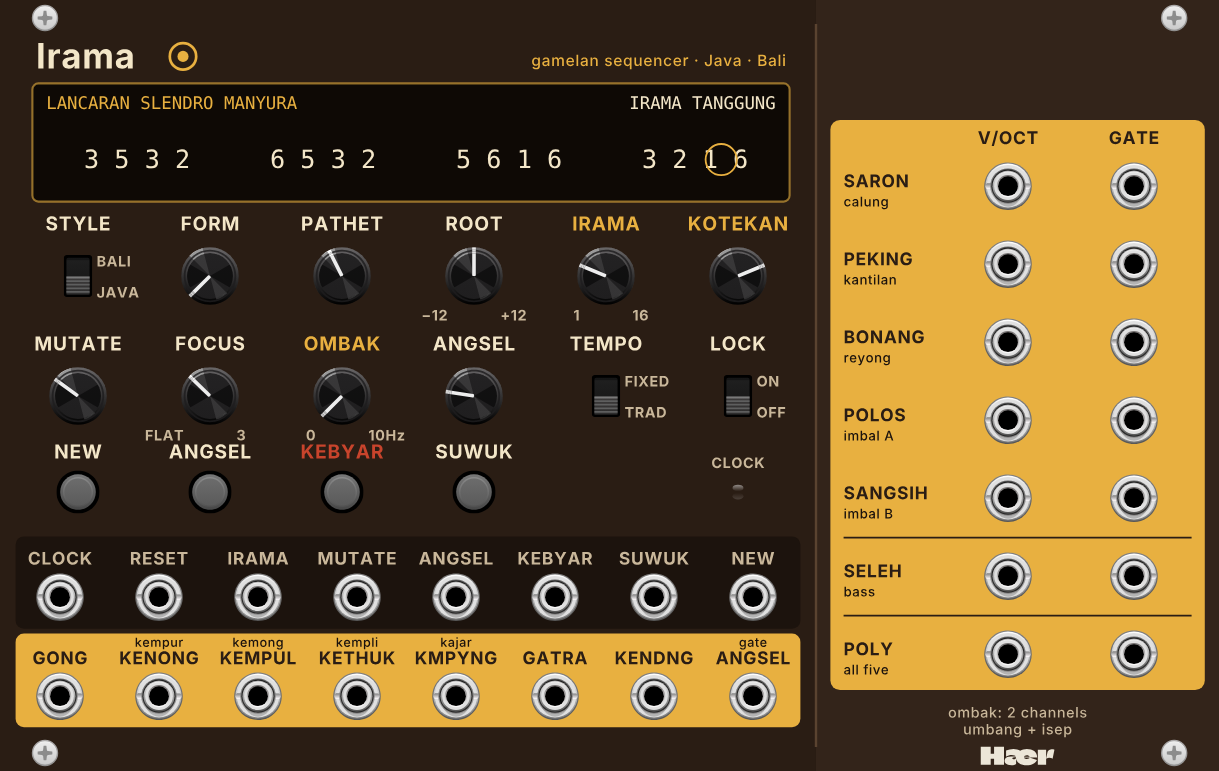 Irama
gamelan sequencer · Java · Bali
LANCARAN SLENDRO MANYURA
IRAMA TANGGUNG
3 5 3 2 6 5 3 2 5 6 1 6 3 2 1 6
STYLE FORM PATHET ROOT IRAMA KOTEKAN
BALI
JAVA
−12 +12 1 16
MUTATE FOCUS OMBAK ANGSEL TEMPO LOCK
FIXED ON
TRAD OFF
FLAT 3 0 10Hz
NEW ANGSEL KEBYAR SUWUK
CLOCK
CLOCK RESET IRAMA MUTATE ANGSEL KEBYAR SUWUK NEW
kempur kemong kempli kajar gate
GONG KENONG KEMPUL KETHUK KMPYNG GATRA KENDNG ANGSEL
V/OCT GATE
SARON
calung
PEKING
kantilan
BONANG
reyong
POLOS
imbal A
SANGSIH
imbal B
SELEH
bass
POLY
all five
ombak: 2 channels
umbang + isep
Hær